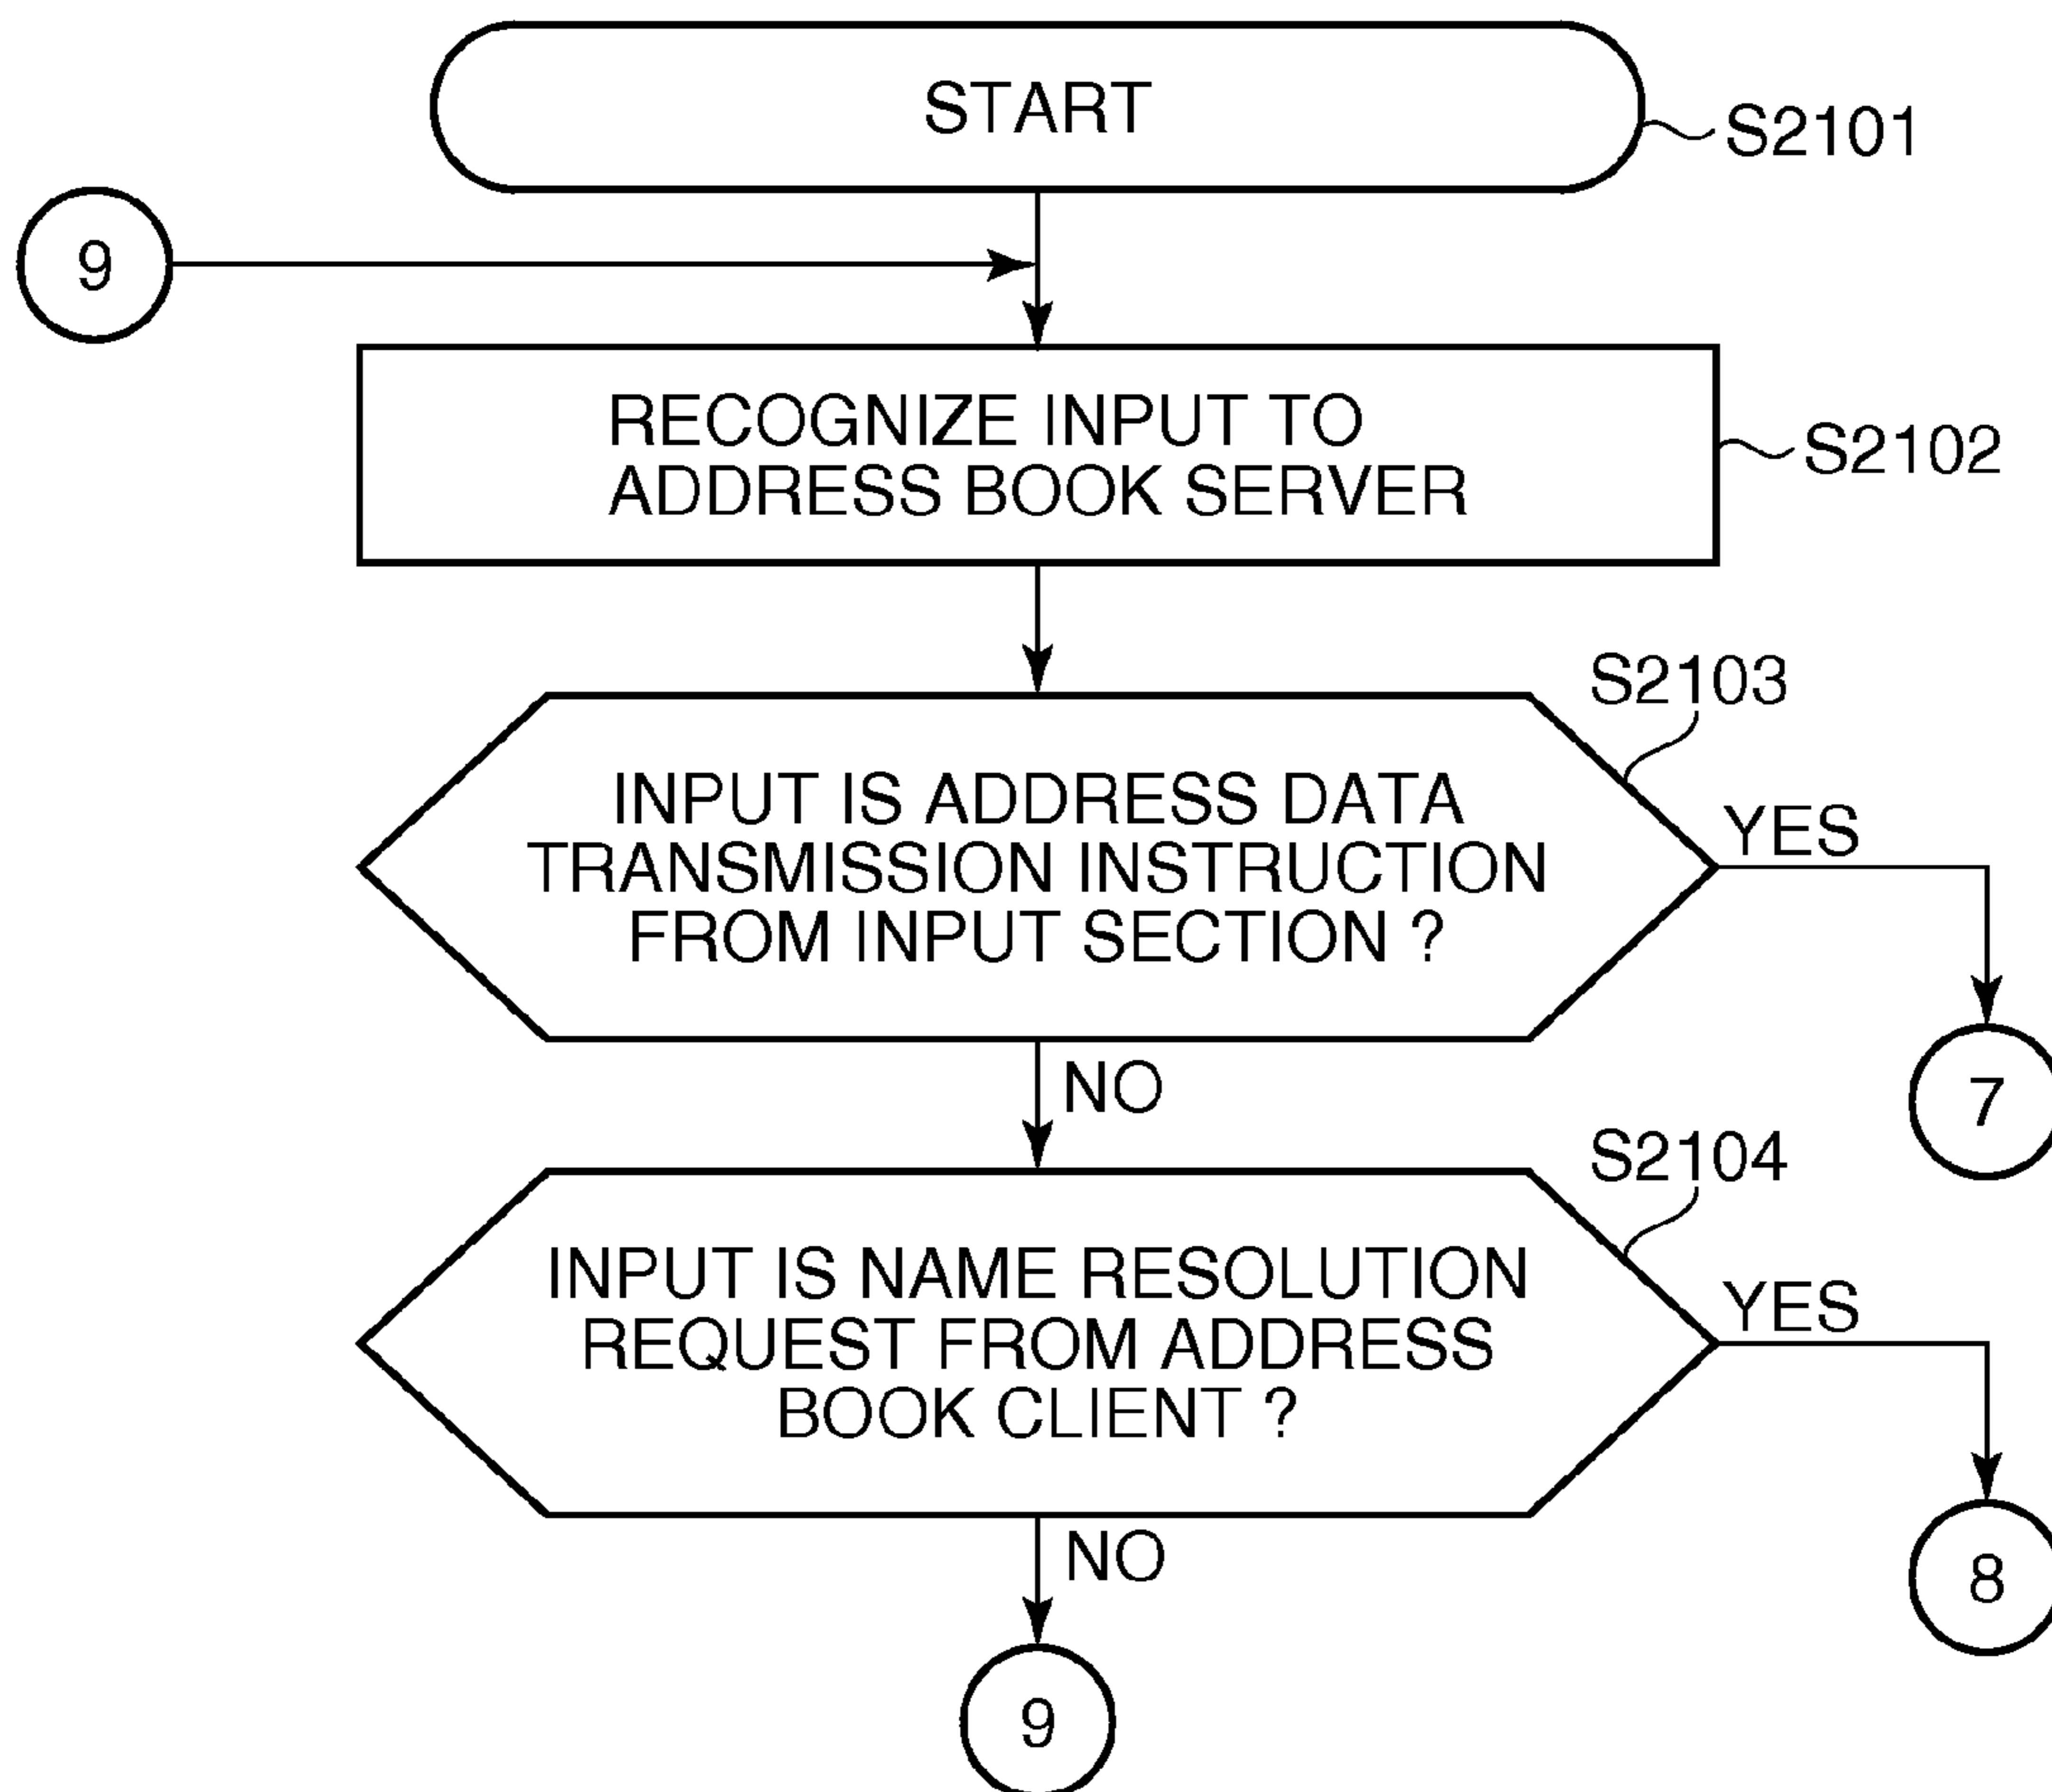 START
S2101
9
RECOGNIZE INPUT TO
ADDRESS BOOK SERVER
S2102
S2103
INPUT IS ADDRESS DATA
TRANSMISSION INSTRUCTION
FROM INPUT SECTION ?
YES
7
NO
S2104
INPUT IS NAME RESOLUTION
REQUEST FROM ADDRESS
BOOK CLIENT ?
YES
8
NO
9